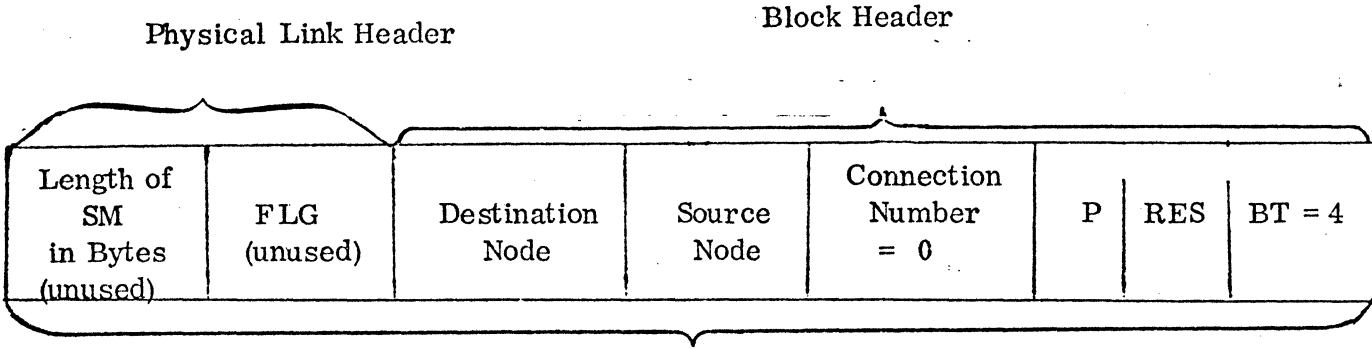 Physical Link Header
Block Header
Length of
SM
in Bytes
(unused)
FLG
(unused)
Destination
Node
Source
Node
Connection
Number
= 0
P
RES
BT = 4